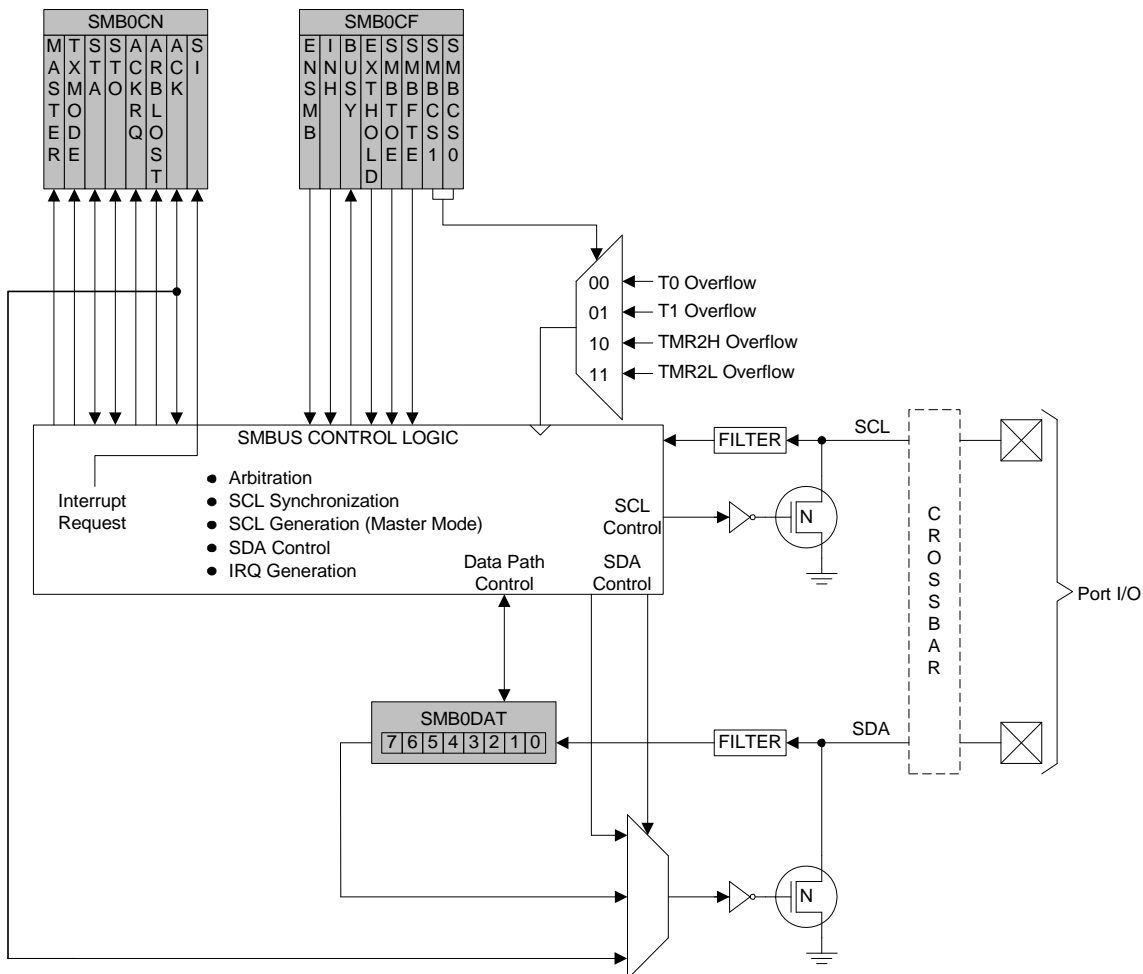 SMB0CN
MASTER
TXMODE
STA
STO
ACKRQ
ARBLOST
ACK
SI
SMB0CF
ENSMB
INH
BUSY
EXTHOLD
SMBTOE
SMBFTE
SMBCS1
SMBCS0
00
T0 Overflow
01
T1 Overflow
10
TMR2H Overflow
11
TMR2L Overflow
SMBUS CONTROL LOGIC
Interrupt
Request
● Arbitration
● SCL Synchronization
● SCL Generation (Master Mode)
● SDA Control
● IRQ Generation
SCL
Control
Data Path
Control
SDA
Control
FILTER
SCL
N
CROSSBAR
Port I/O
SMB0DAT
7 6 5 4 3 2 1 0
FILTER
SDA
N